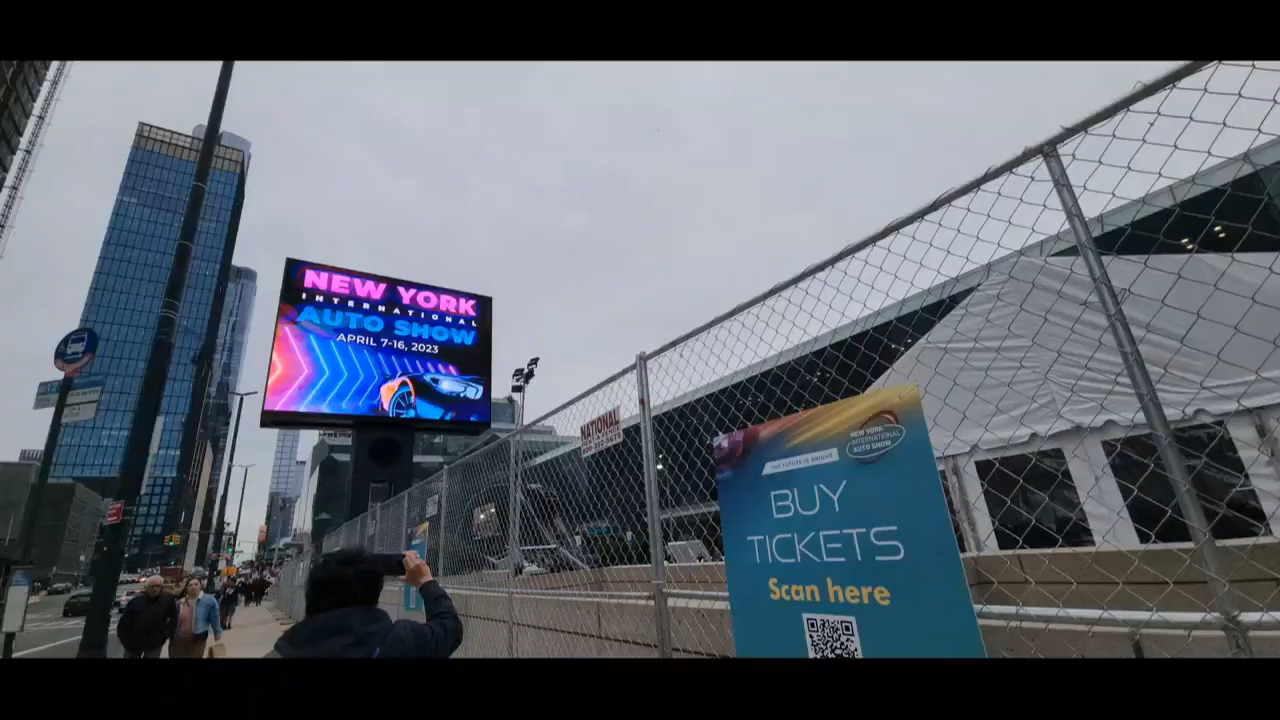 NEW YORK
INTERNATIONAL
AUTO SHOW
APRIL 7-16, 2023
NATIONAL
NEW YORK
INTERNATIONAL
AUTO SHOW
THE FUTURE IS BRIGHT
BUY
TICKETS
Scan here